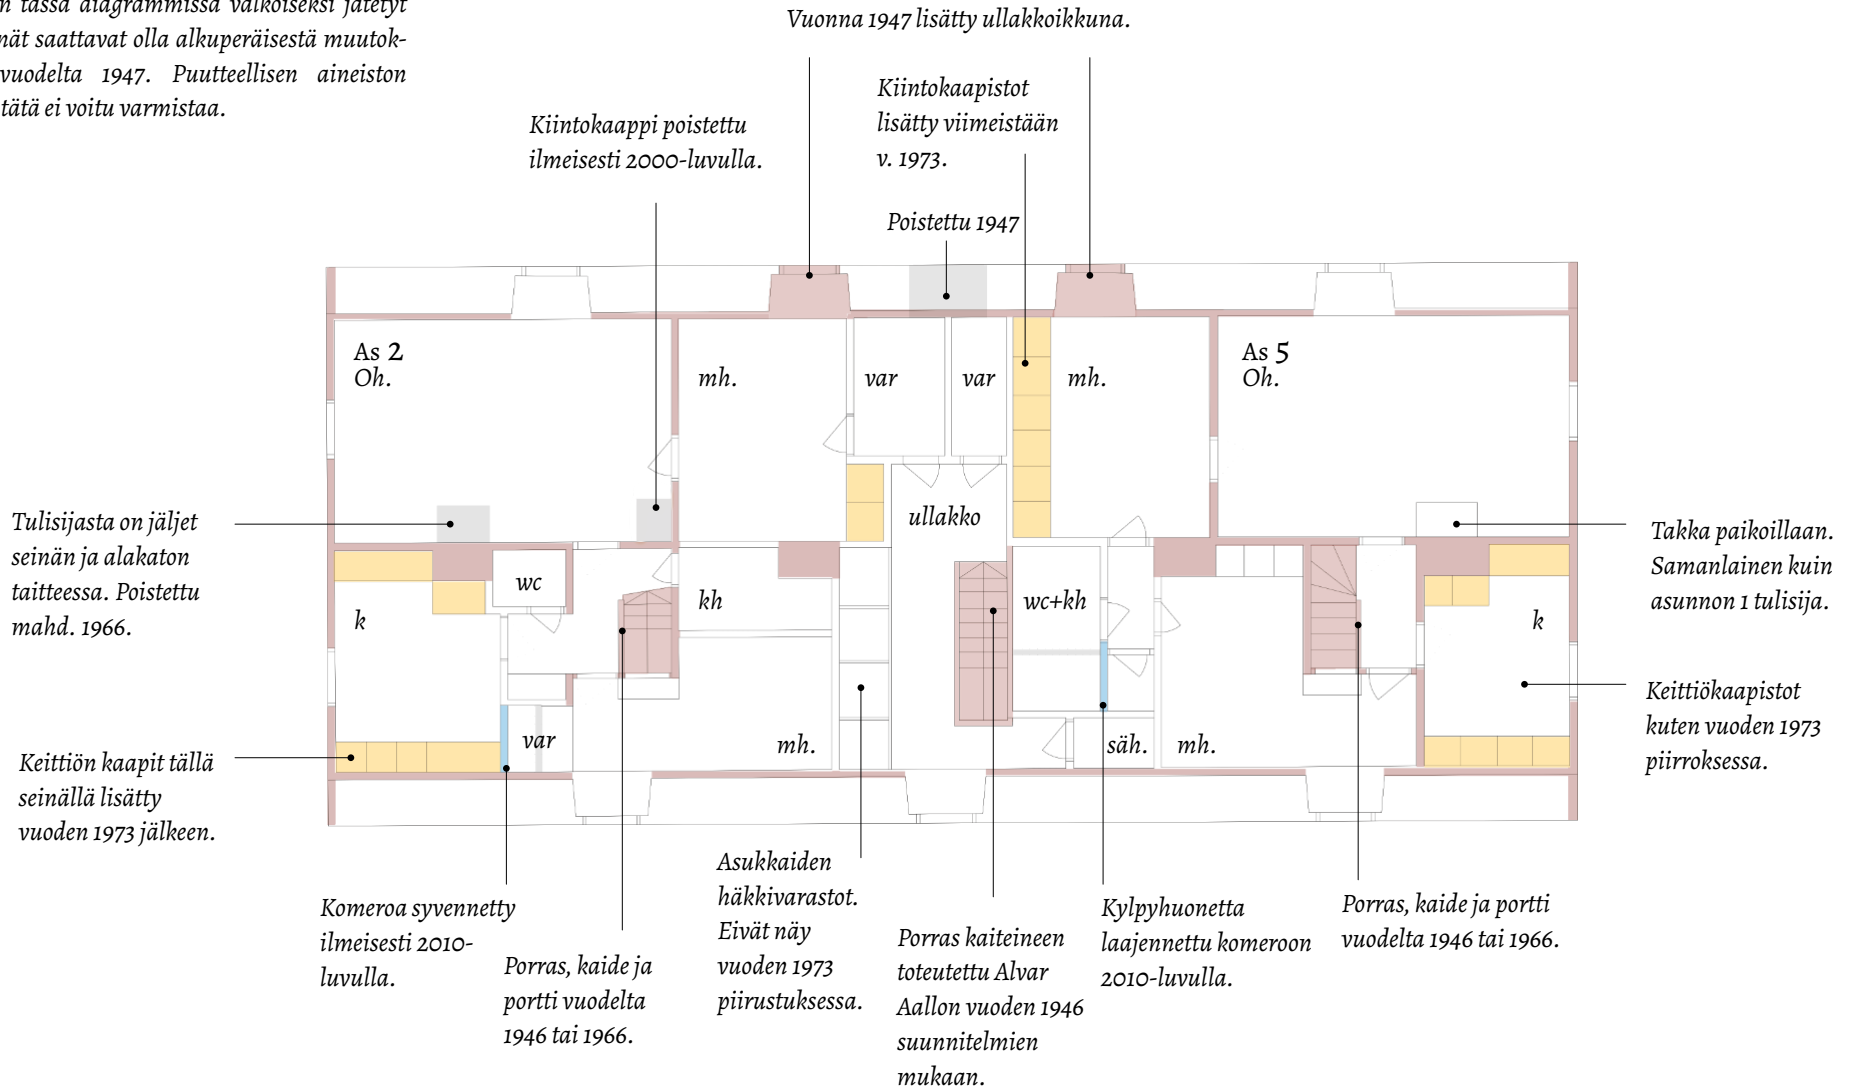 n tässä diagrammissa valkoiseksi jätetyt
nät saattavat olla alkuperäisestä muutok-
vuodelta 1947. Puutteellisen aineiston
tätä ei voitu varmistaa.
Vuonna 1947 lisätty ullakkoikkuna.
Kiintokaapistot
lisätty viimeistään
v. 1973.
Kiintokaappi poistettu
ilmeisesti 2000-luvulla.
Poistettu 1947
As 2
Oh.
mh.
var
var
mh.
As 5
Oh.
ullakko
Tulisijasta on jäljet
seinän ja alakaton
taitteessa. Poistettu
mahd. 1966.
Takka paikoillaan.
Samanlainen kuin
asunnon 1 tulisija.
wc
k
kh
wc+kh
k
Keittiökaapistot
kuten vuoden 1973
piirroksessa.
var
mh.
säh.
mh.
Keittiön kaapit tällä
seinällä lisätty
vuoden 1973 jälkeen.
Komeroa syvennetty
ilmeisesti 2010-
luvulla.
Porras, kaide ja
portti vuodelta
1946 tai 1966.
Asukkaiden
häkkivarastot.
Eivät näy
vuoden 1973
piirustuksessa.
Porras kaiteineen
toteutettu Alvar
Aallon vuoden 1946
suunnitelmien
mukaan.
Kylpyhuonetta
laajennettu komeroon
2010-luvulla.
Porras, kaide ja portti
vuodelta 1946 tai 1966.